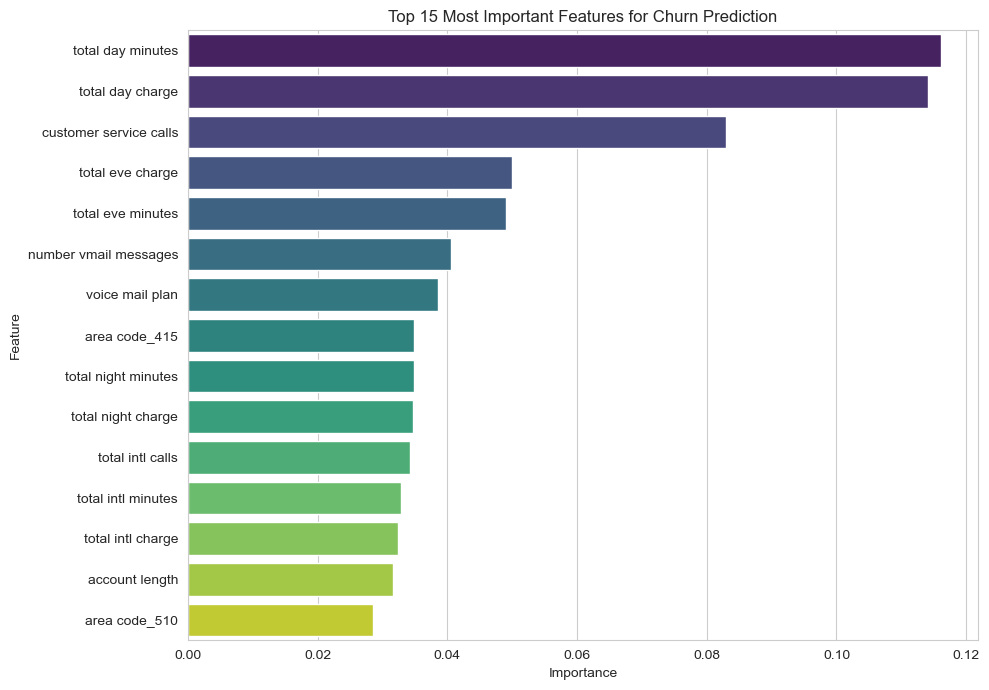 Top 15 Most Important Features for Churn Prediction
Feature
total day minutes
total day charge
customer service calls
total eve charge
total eve minutes
number vmail messages
voice mail plan
area code_415
total night minutes
total night charge
total intl calls
total intl minutes
total intl charge
account length
area code_510
0.00 0.02 0.04 0.06 0.08 0.10 0.12
Importance